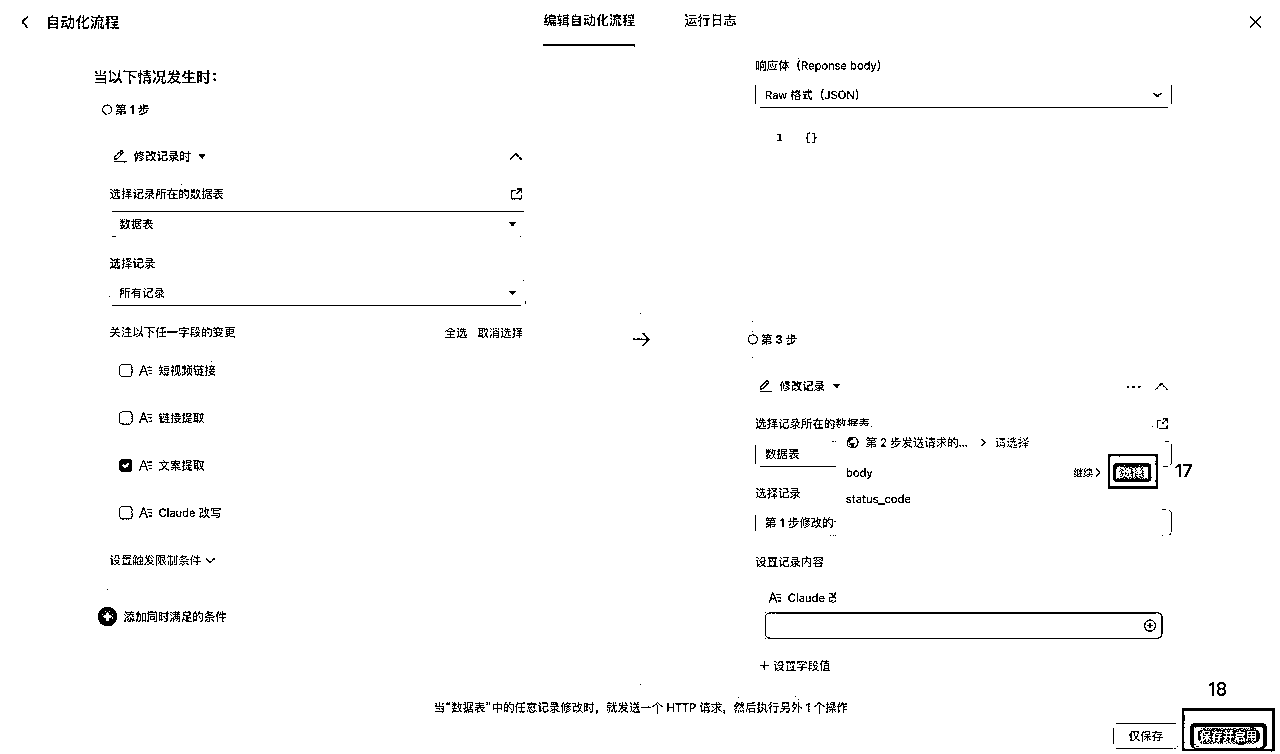 自动化流程
编辑自动化流程
运行日志
当以下情况发生时：
第 1 步
修改记录时
选择记录所在的数据表
数据表
选择记录
所有记录
关注以下任一字段的变更
全选 取消选择
短视频链接
链接提取
文案提取
Claude 改写
设置触发限制条件
添加同时满足的条件
响应体（Reponse body）
Raw 格式（JSON）
1 {}
第 3 步
修改记录
选择记录所在的数据表
数据表
第 2 步发送请求的... > 请选择
body
继续
17
status_code
选择记录
第 1 步修改的
设置记录内容
Claude 改
+ 设置字段值
当“数据表”中的任意记录修改时，就发送一个 HTTP 请求，然后执行另外 1 个操作
18
仅保存
保存并启用